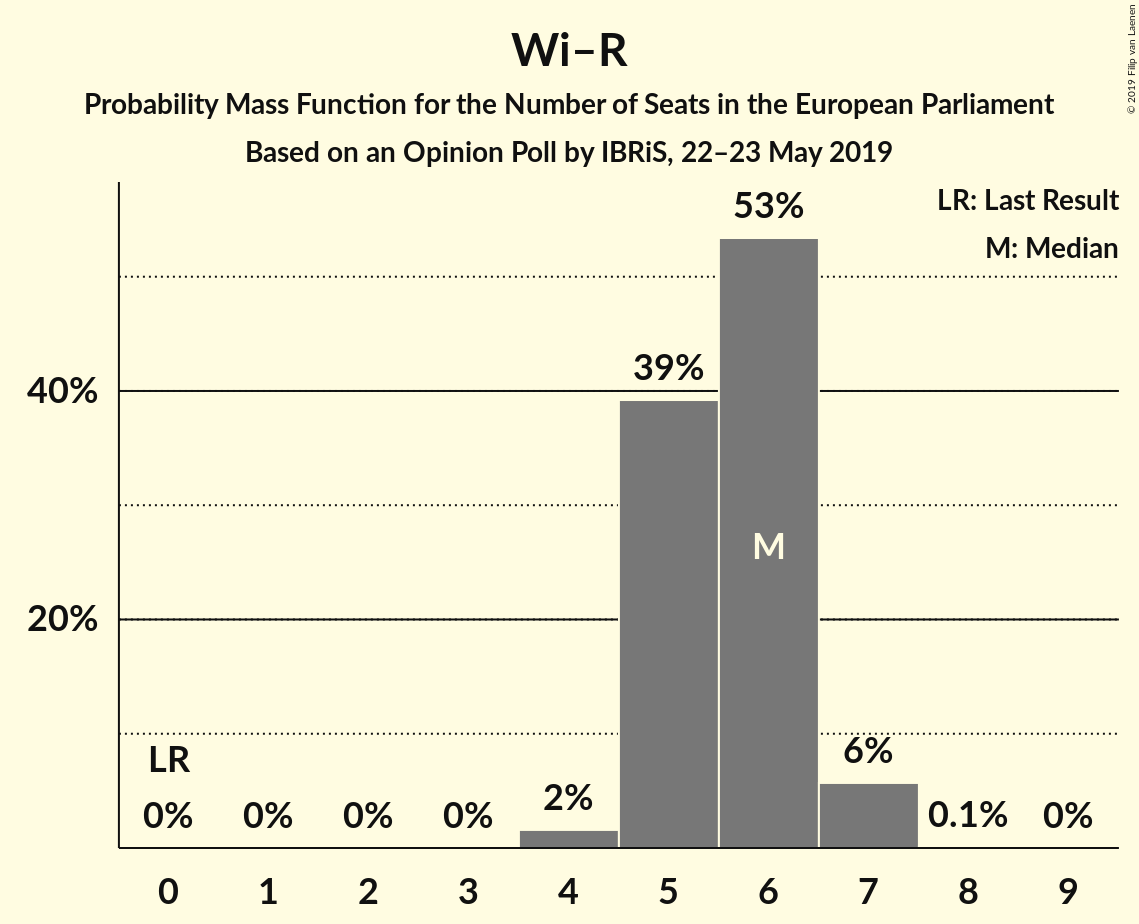 Wi–R
Probability Mass Function for the Number of Seats in the European Parliament
Based on an Opinion Poll by IBRiS, 22–23 May 2019
© 2019 Filip van Laenen
LR: Last Result
M: Median
53%
39%
40%
M
20%
LR
6%
2%
0% 0% 0% 0% 0.1% 0%
0 1 2 3 4 5 6 7 8 9